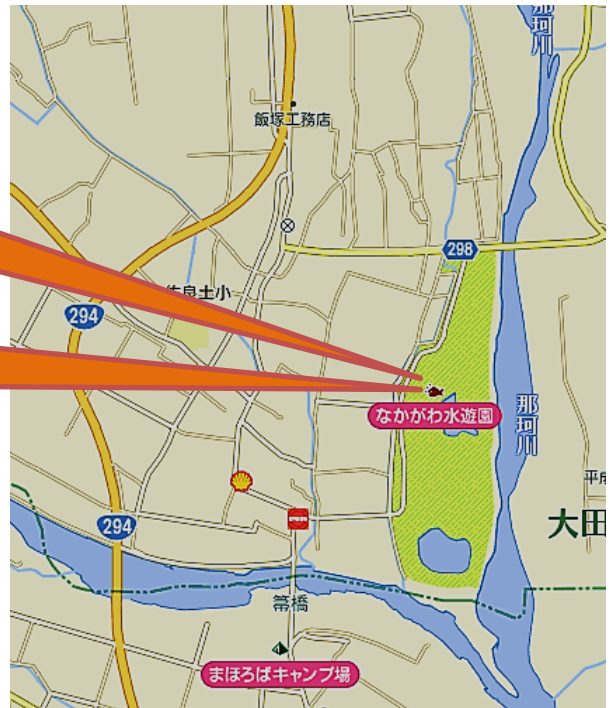 那珂川
飯塚工務店
298
佐良土小
294
なかがわ水遊園
那珂川
平成
294
大田
箒橋
まほろばキャンプ場